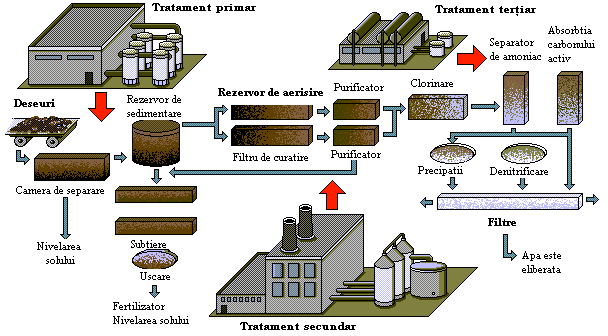 Tratament primar
Tratament terțiar
Separator
de amoniac
Absorbtia
carbonului
activ
Deseuri
Rezervor de
sedimentare
Rezervor de aerisire
Purificator
Clorinare
Camera de separare
Filtru de curatire
Purificator
Precipatii
Denitrificare
Nivelarea
solului
Subtiere
Uscare
Filtre
Apa este
eliberata
Fertilizator
Nivelarea solului
Tratament secundar